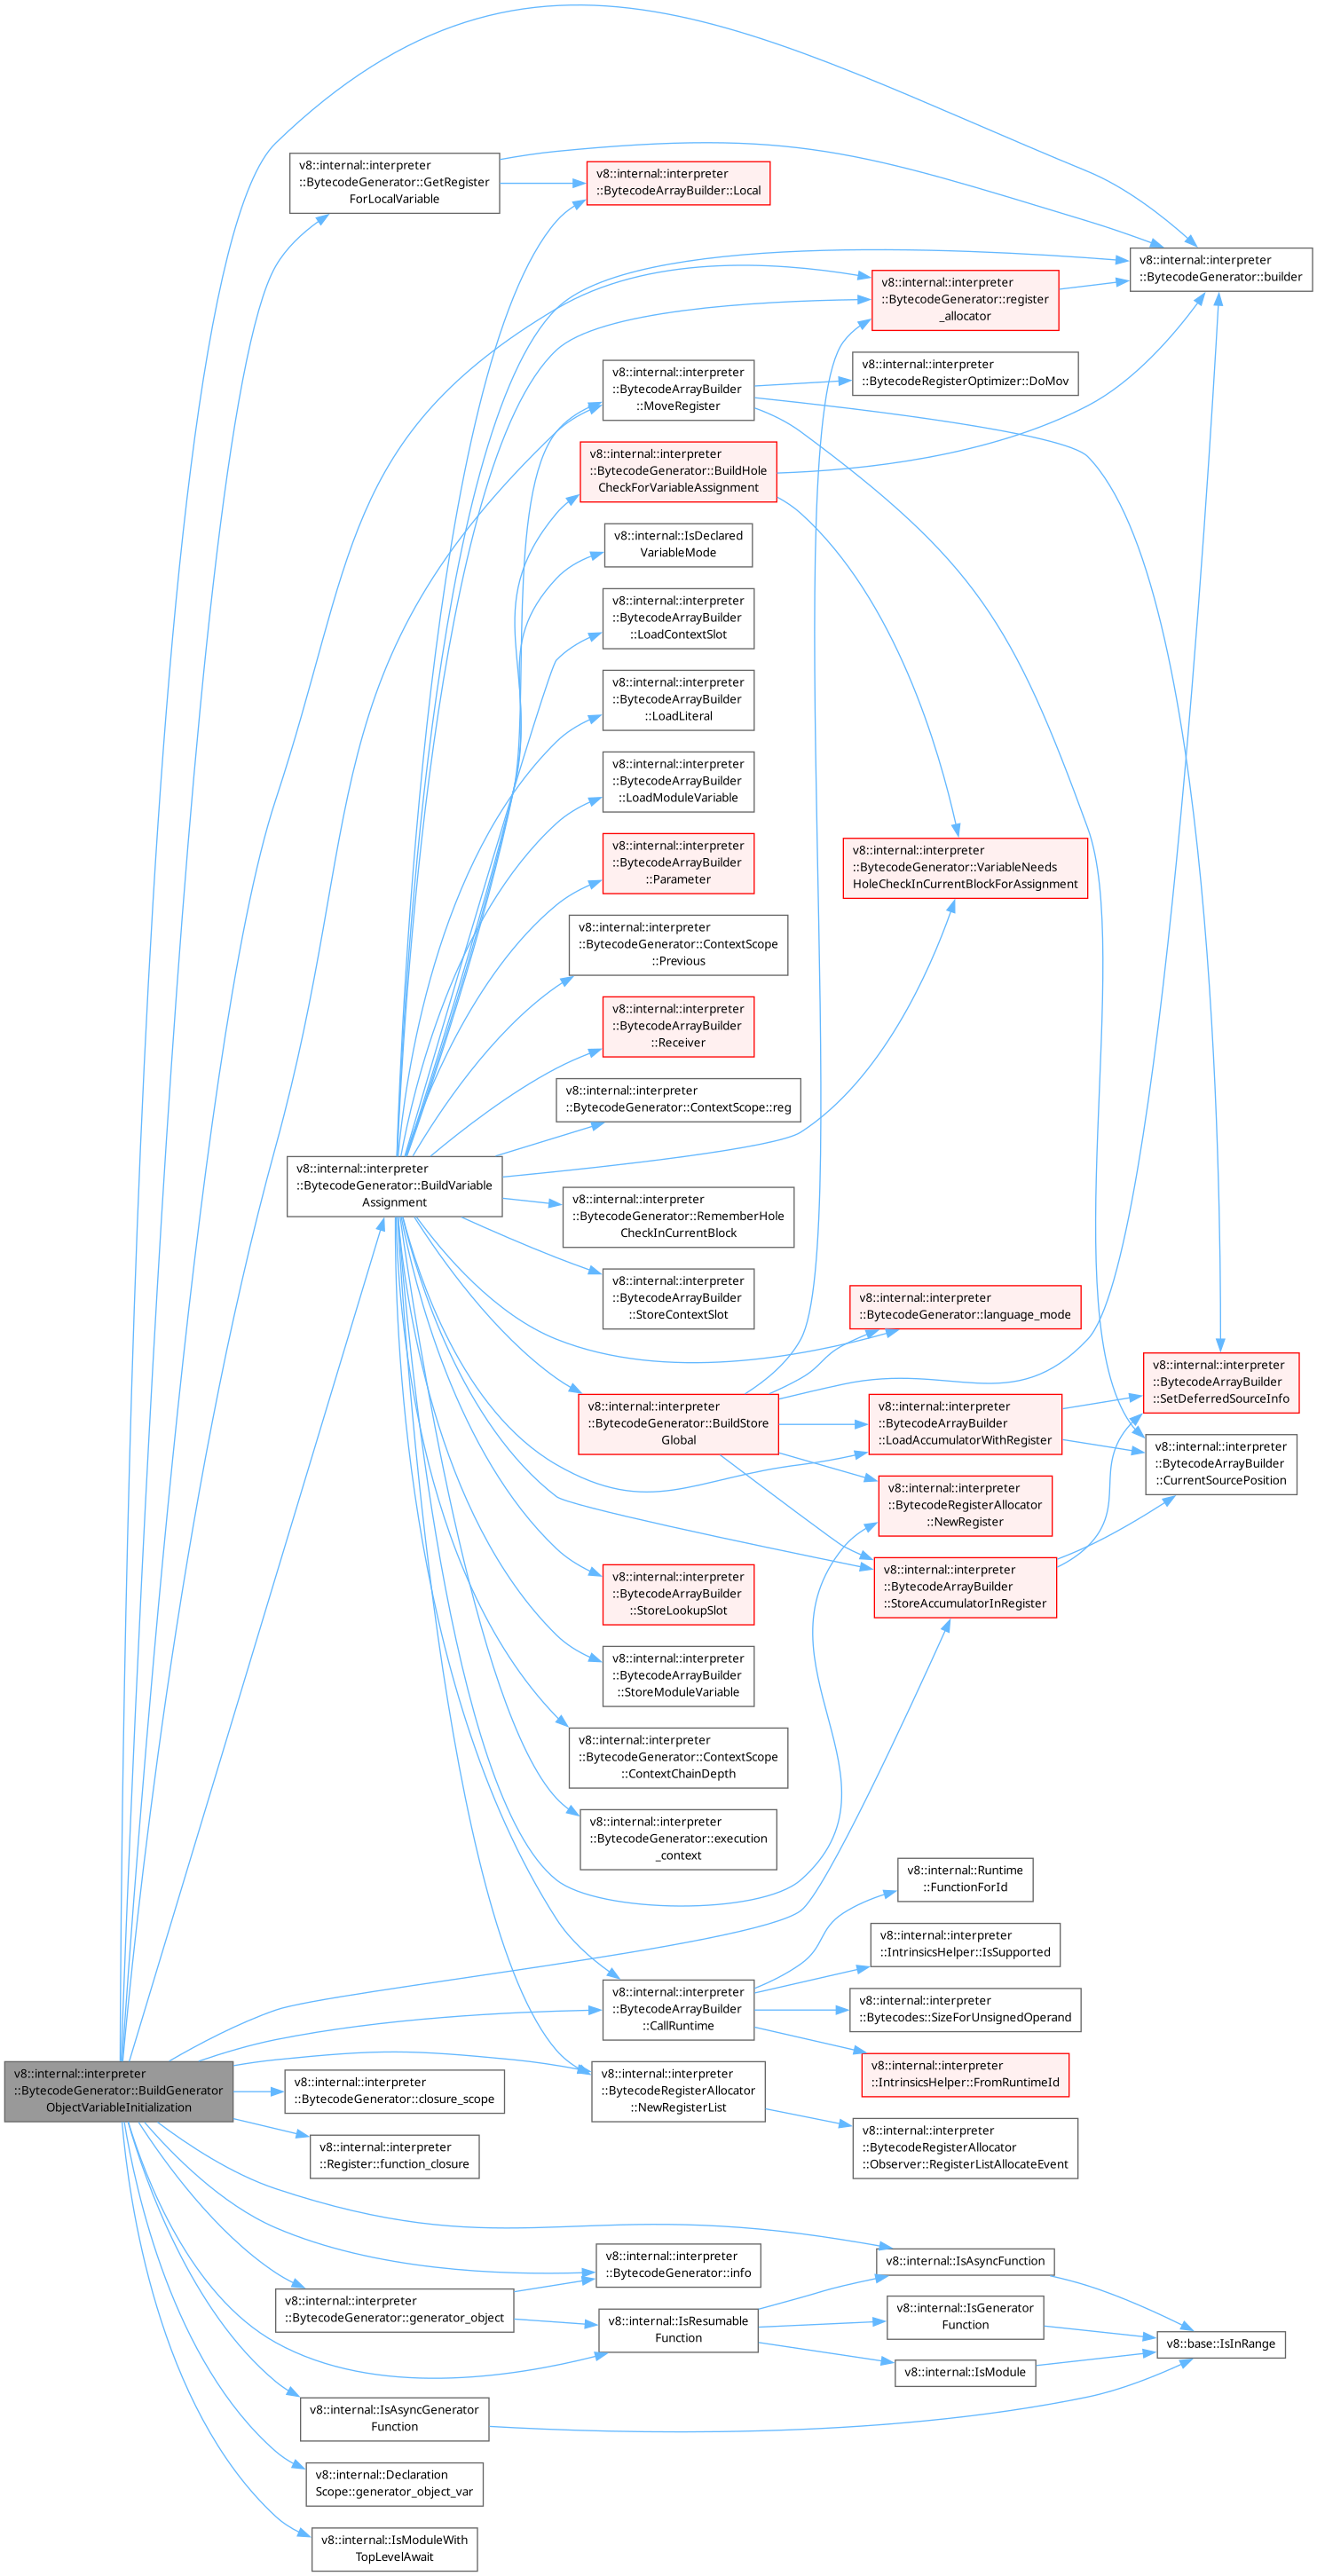 v8::internal::interpreter
::BytecodeGenerator::GetRegister
ForLocalVariable
v8::internal::interpreter
::BytecodeArrayBuilder::Local
v8::internal::interpreter
::BytecodeGenerator::builder
v8::internal::interpreter
::BytecodeGenerator::register
_allocator
v8::internal::interpreter
::BytecodeArrayBuilder
::MoveRegister
v8::internal::interpreter
::BytecodeRegisterOptimizer::DoMov
v8::internal::interpreter
::BytecodeGenerator::BuildHole
CheckForVariableAssignment
v8::internal::IsDeclared
VariableMode
v8::internal::interpreter
::BytecodeArrayBuilder
::LoadContextSlot
v8::internal::interpreter
::BytecodeArrayBuilder
::LoadLiteral
v8::internal::interpreter
::BytecodeArrayBuilder
::LoadModuleVariable
v8::internal::interpreter
::BytecodeArrayBuilder
::Parameter
v8::internal::interpreter
::BytecodeGenerator::VariableNeeds
HoleCheckInCurrentBlockForAssignment
v8::internal::interpreter
::BytecodeGenerator::ContextScope
::Previous
v8::internal::interpreter
::BytecodeArrayBuilder
::Receiver
v8::internal::interpreter
::BytecodeGenerator::ContextScope::reg
v8::internal::interpreter
::BytecodeGenerator::BuildVariable
Assignment
v8::internal::interpreter
::BytecodeGenerator::RememberHole
CheckInCurrentBlock
v8::internal::interpreter
::BytecodeArrayBuilder
::StoreContextSlot
v8::internal::interpreter
::BytecodeGenerator::language_mode
v8::internal::interpreter
::BytecodeArrayBuilder
::SetDeferredSourceInfo
v8::internal::interpreter
::BytecodeGenerator::BuildStore
Global
v8::internal::interpreter
::BytecodeArrayBuilder
::LoadAccumulatorWithRegister
v8::internal::interpreter
::BytecodeArrayBuilder
::CurrentSourcePosition
v8::internal::interpreter
::BytecodeRegisterAllocator
::NewRegister
v8::internal::interpreter
::BytecodeArrayBuilder
::StoreAccumulatorInRegister
v8::internal::interpreter
::BytecodeArrayBuilder
::StoreLookupSlot
v8::internal::interpreter
::BytecodeArrayBuilder
::StoreModuleVariable
v8::internal::interpreter
::BytecodeGenerator::ContextScope
::ContextChainDepth
v8::internal::interpreter
::BytecodeGenerator::execution
_context
v8::internal::Runtime
::FunctionForId
v8::internal::interpreter
::IntrinsicsHelper::IsSupported
v8::internal::interpreter
::BytecodeArrayBuilder
::CallRuntime
v8::internal::interpreter
::Bytecodes::SizeForUnsignedOperand
v8::internal::interpreter
::IntrinsicsHelper::FromRuntimeId
v8::internal::interpreter
::BytecodeGenerator::BuildGenerator
ObjectVariableInitialization
v8::internal::interpreter
::BytecodeGenerator::closure_scope
v8::internal::interpreter
::BytecodeRegisterAllocator
::NewRegisterList
v8::internal::interpreter
::Register::function_closure
v8::internal::interpreter
::BytecodeRegisterAllocator
::Observer::RegisterListAllocateEvent
v8::internal::interpreter
::BytecodeGenerator::info
v8::internal::IsAsyncFunction
v8::internal::interpreter
::BytecodeGenerator::generator_object
v8::internal::IsResumable
Function
v8::internal::IsGenerator
Function
v8::base::IsInRange
v8::internal::IsModule
v8::internal::IsAsyncGenerator
Function
v8::internal::Declaration
Scope::generator_object_var
v8::internal::IsModuleWith
TopLevelAwait